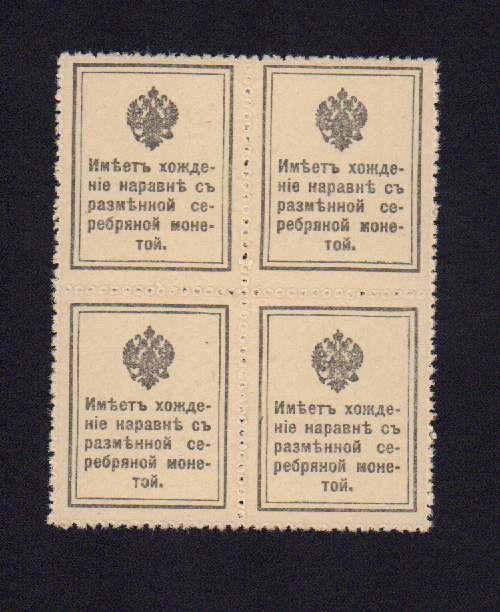 Имѣетъ хожде-
ніе наравнѣ съ
размѣнной се-
ребряной моне-
той.
Имѣетъ хожде-
ніе наравнѣ съ
размѣнной се-
ребряной моне-
той.
Имѣетъ хожде-
ніе наравнѣ съ
размѣнной се-
ребряной моне-
той.
Имѣетъ хожде-
ніе наравнѣ съ
размѣнной се-
ребряной моне-
той.